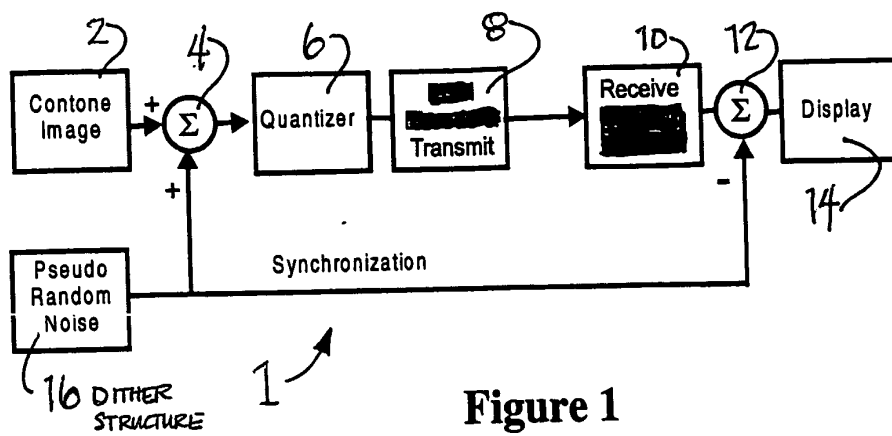 2
4
6
8
10
12
Contone
Image
+
Σ
Quantizer
Transmit
Receive
Σ
Display
+
-
14
Pseudo
Random
Noise
Synchronization
16 DITHER
STRUCTURE
1
Figure 1